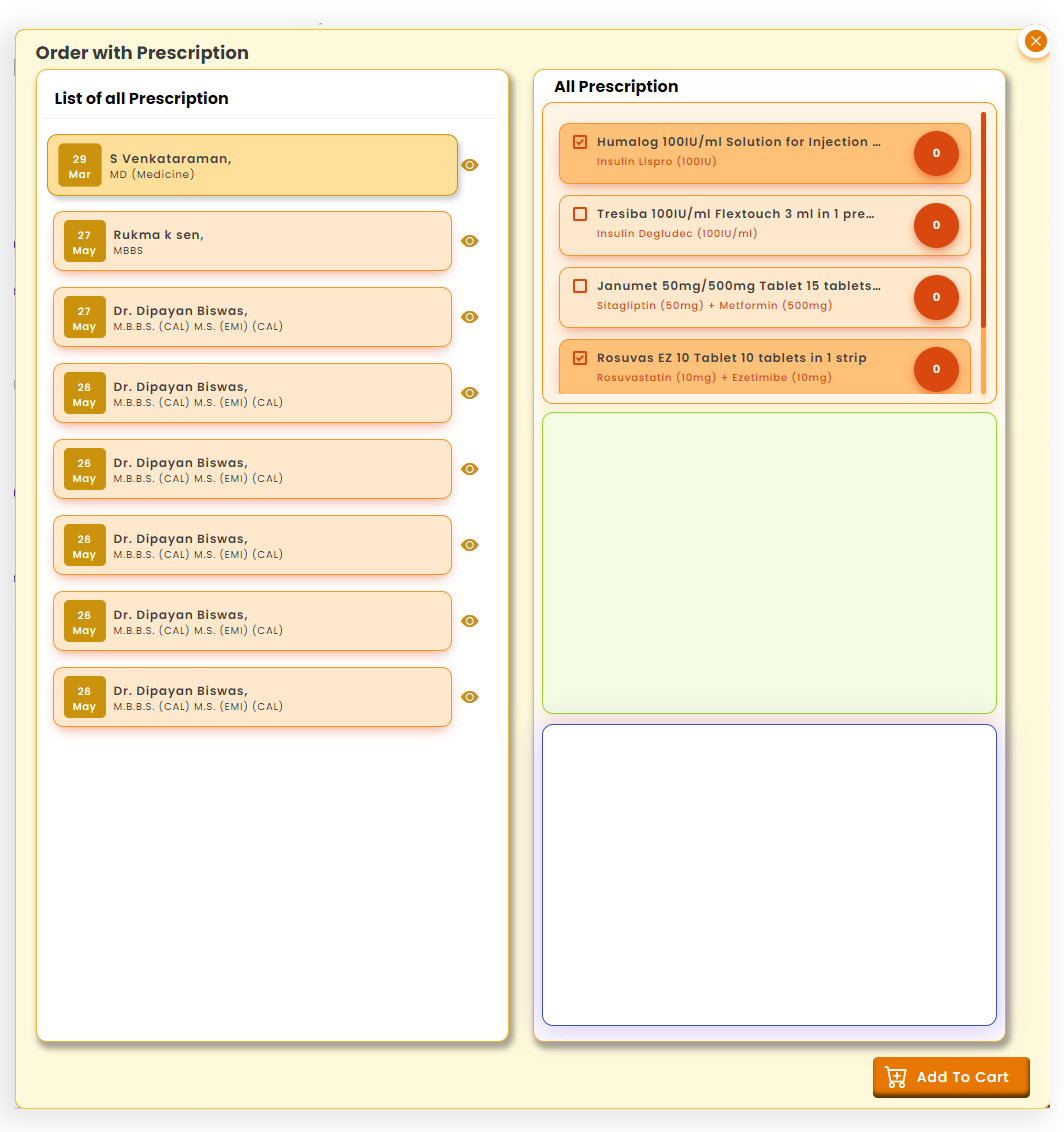 Order with Prescription
List of all Prescription
29
Mar
S Venkataraman,
MD (Medicine)
27
May
Rukma k sen,
MBBS
27
May
Dr. Dipayan Biswas,
M.B.B.S. (CAL) M.S. (EMI) (CAL)
26
May
Dr. Dipayan Biswas,
M.B.B.S. (CAL) M.S. (EMI) (CAL)
26
May
Dr. Dipayan Biswas,
M.B.B.S. (CAL) M.S. (EMI) (CAL)
26
May
Dr. Dipayan Biswas,
M.B.B.S. (CAL) M.S. (EMI) (CAL)
26
May
Dr. Dipayan Biswas,
M.B.B.S. (CAL) M.S. (EMI) (CAL)
26
May
Dr. Dipayan Biswas,
M.B.B.S. (CAL) M.S. (EMI) (CAL)
All Prescription
Humalog 100IU/ml Solution for Injection ...
Insulin Lispro (100IU)
0
Tresiba 100IU/ml Flextouch 3 ml in 1 pre...
Insulin Degludec (100IU/ml)
0
Janumet 50mg/500mg Tablet 15 tablets...
Sitagliptin (50mg) + Metformin (500mg)
0
Rosuvas EZ 10 Tablet 10 tablets in 1 strip
Rosuvastatin (10mg) + Ezetimibe (10mg)
0
Add To Cart